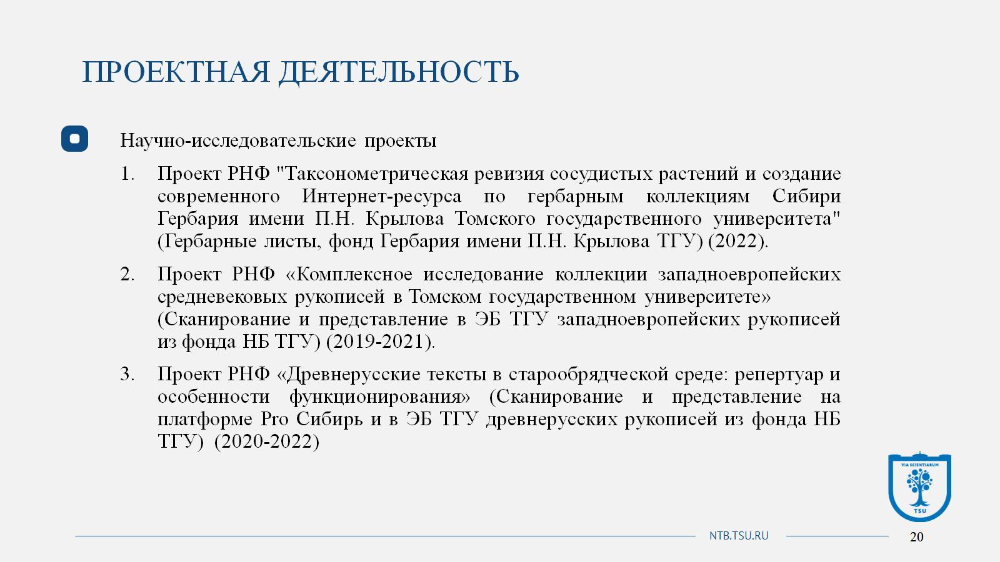 ПРОЕКТНАЯ ДЕЯТЕЛЬНОСТЬ
Научно-исследовательские проекты
1. Проект РНФ "Таксонометрическая ревизия сосудистых растений и создание
современного Интернет-ресурса по гербарным коллекциям Сибири
Гербария имени П.Н. Крылова Томского государственного университета"
(Гербарные листы, фонд Гербария имени П.Н. Крылова ТГУ) (2022).
2. Проект РНФ «Комплексное исследование коллекции западноевропейских
средневековых рукописей в Томском государственном университете»
(Сканирование и представление в ЭБ ТГУ западноевропейских рукописей
из фонда НБ ТГУ) (2019-2021).
3. Проект РНФ «Древнерусские тексты в старообрядческой среде: репертуар и
особенности функционирования» (Сканирование и представление на
платформе Pro Сибирь и в ЭБ ТГУ древнерусских рукописей из фонда НБ
ТГУ) (2020-2022)
VIA SCIENTIARUM
TSU
NTB.TSU.RU
20